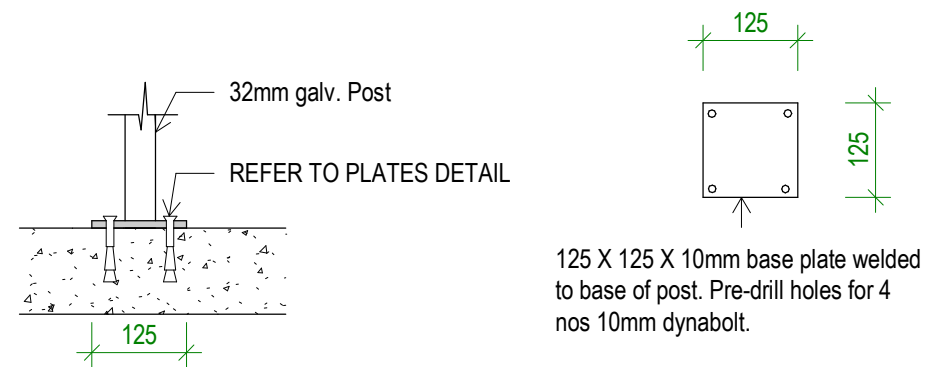 32mm galv. Post
REFER TO PLATES DETAIL
125
125
125
125 X 125 X 10mm base plate welded
to base of post. Pre-drill holes for 4
nos 10mm dynabolt.